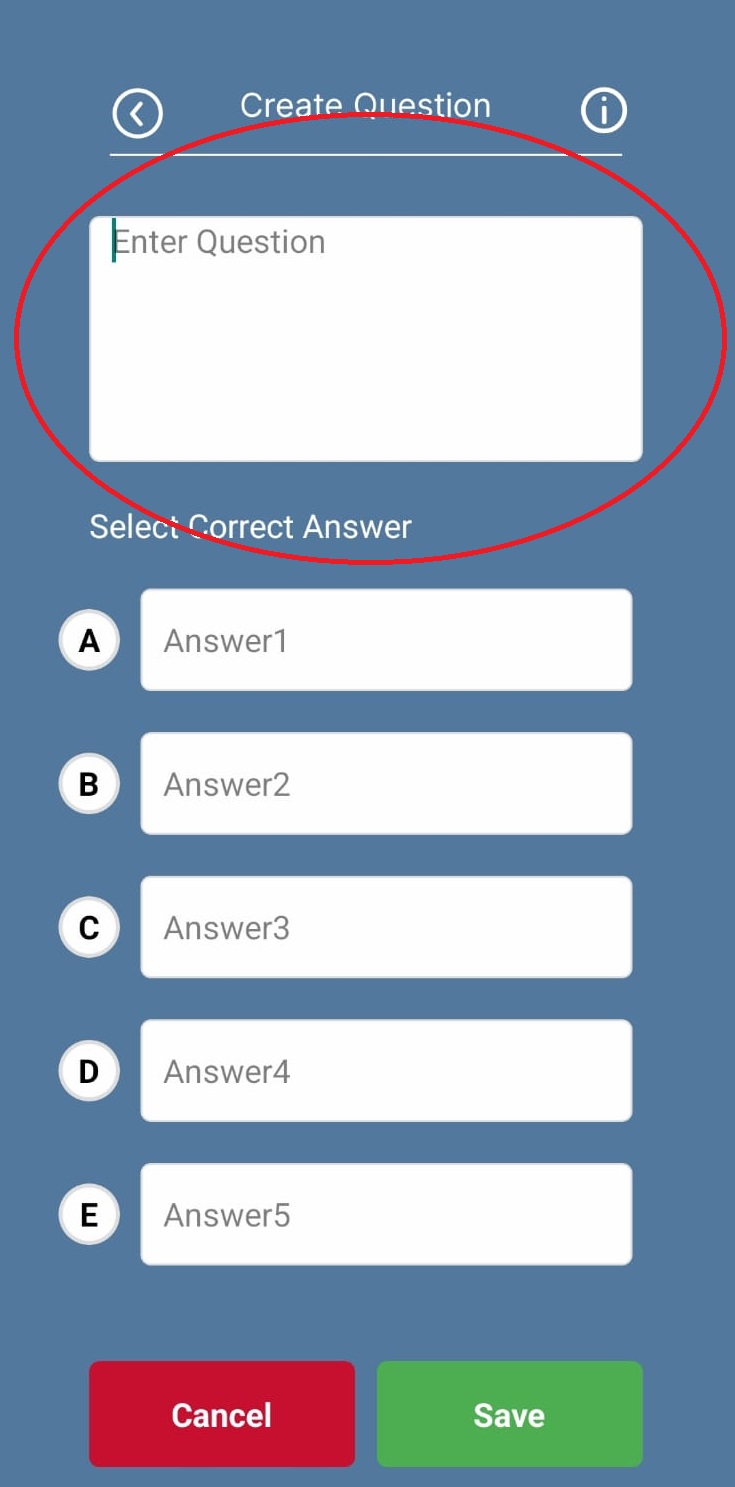 Create Question
Enter Question
Select Correct Answer
A Answer1
B Answer2
C Answer3
D Answer4
E Answer5
Cancel Save